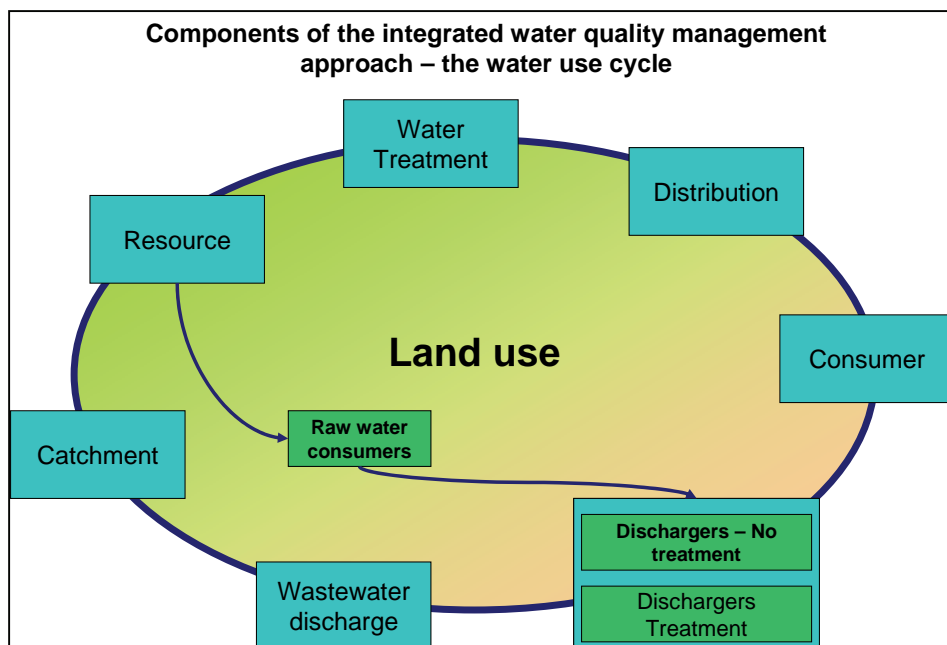 Components of the integrated water quality management
approach – the water use cycle
Water
Treatment
Distribution
Resource
Land use
Consumer
Raw water
consumers
Catchment
Dischargers – No
treatment
Wastewater
discharge
Dischargers
Treatment